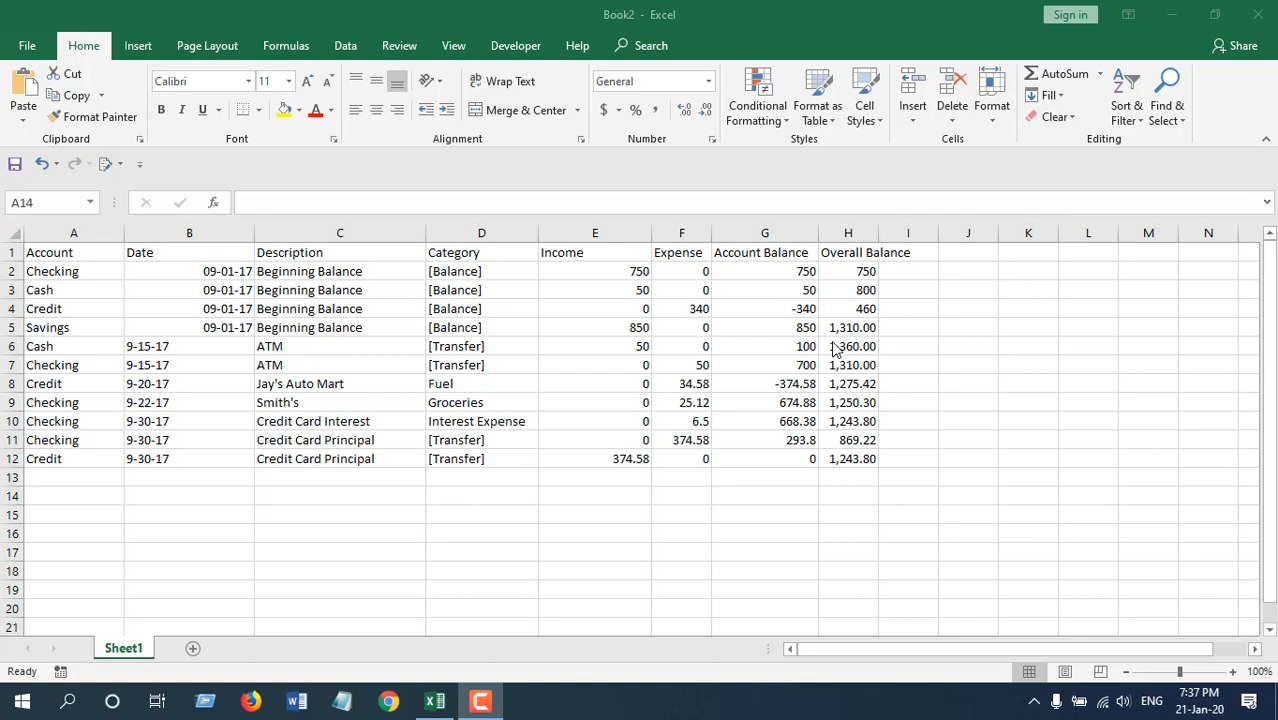 Book2 - Excel
Sign in
File Home Insert Page Layout Formulas Data Review View Developer Help Search Share
Cut
Copy
Format Painter
Paste
Clipboard
Calibri 11
B I U
Font
Wrap Text
Merge & Center
Alignment
General
$ % ,
Number
Conditional Formatting
Format as Table
Cell Styles
Styles
Insert
Delete
Format
Cells
AutoSum
Fill
Clear
Sort & Filter
Find & Select
Editing
A14
fx
A B C D E F G H I J K L M N
1 Account Date Description Category Income Expense Account Balance Overall Balance
2 Checking 09-01-17 Beginning Balance [Balance] 750 0 750 750
3 Cash 09-01-17 Beginning Balance [Balance] 50 0 50 800
4 Credit 09-01-17 Beginning Balance [Balance] 0 340 -340 460
5 Savings 09-01-17 Beginning Balance [Balance] 850 0 850 1,310.00
6 Cash 9-15-17 ATM [Transfer] 50 0 100 1,360.00
7 Checking 9-15-17 ATM [Transfer] 0 50 700 1,310.00
8 Credit 9-20-17 Jay's Auto Mart Fuel 0 34.58 -374.58 1,275.42
9 Checking 9-22-17 Smith's Groceries 0 25.12 674.88 1,250.30
10 Checking 9-30-17 Credit Card Interest Interest Expense 0 6.5 668.38 1,243.80
11 Checking 9-30-17 Credit Card Principal [Transfer] 0 374.58 293.8 869.22
12 Credit 9-30-17 Credit Card Principal [Transfer] 374.58 0 0 1,243.80
13
14
15
16
17
18
19
20
21
Sheet1
Ready
100%
ENG
7:37 PM
21-Jan-20